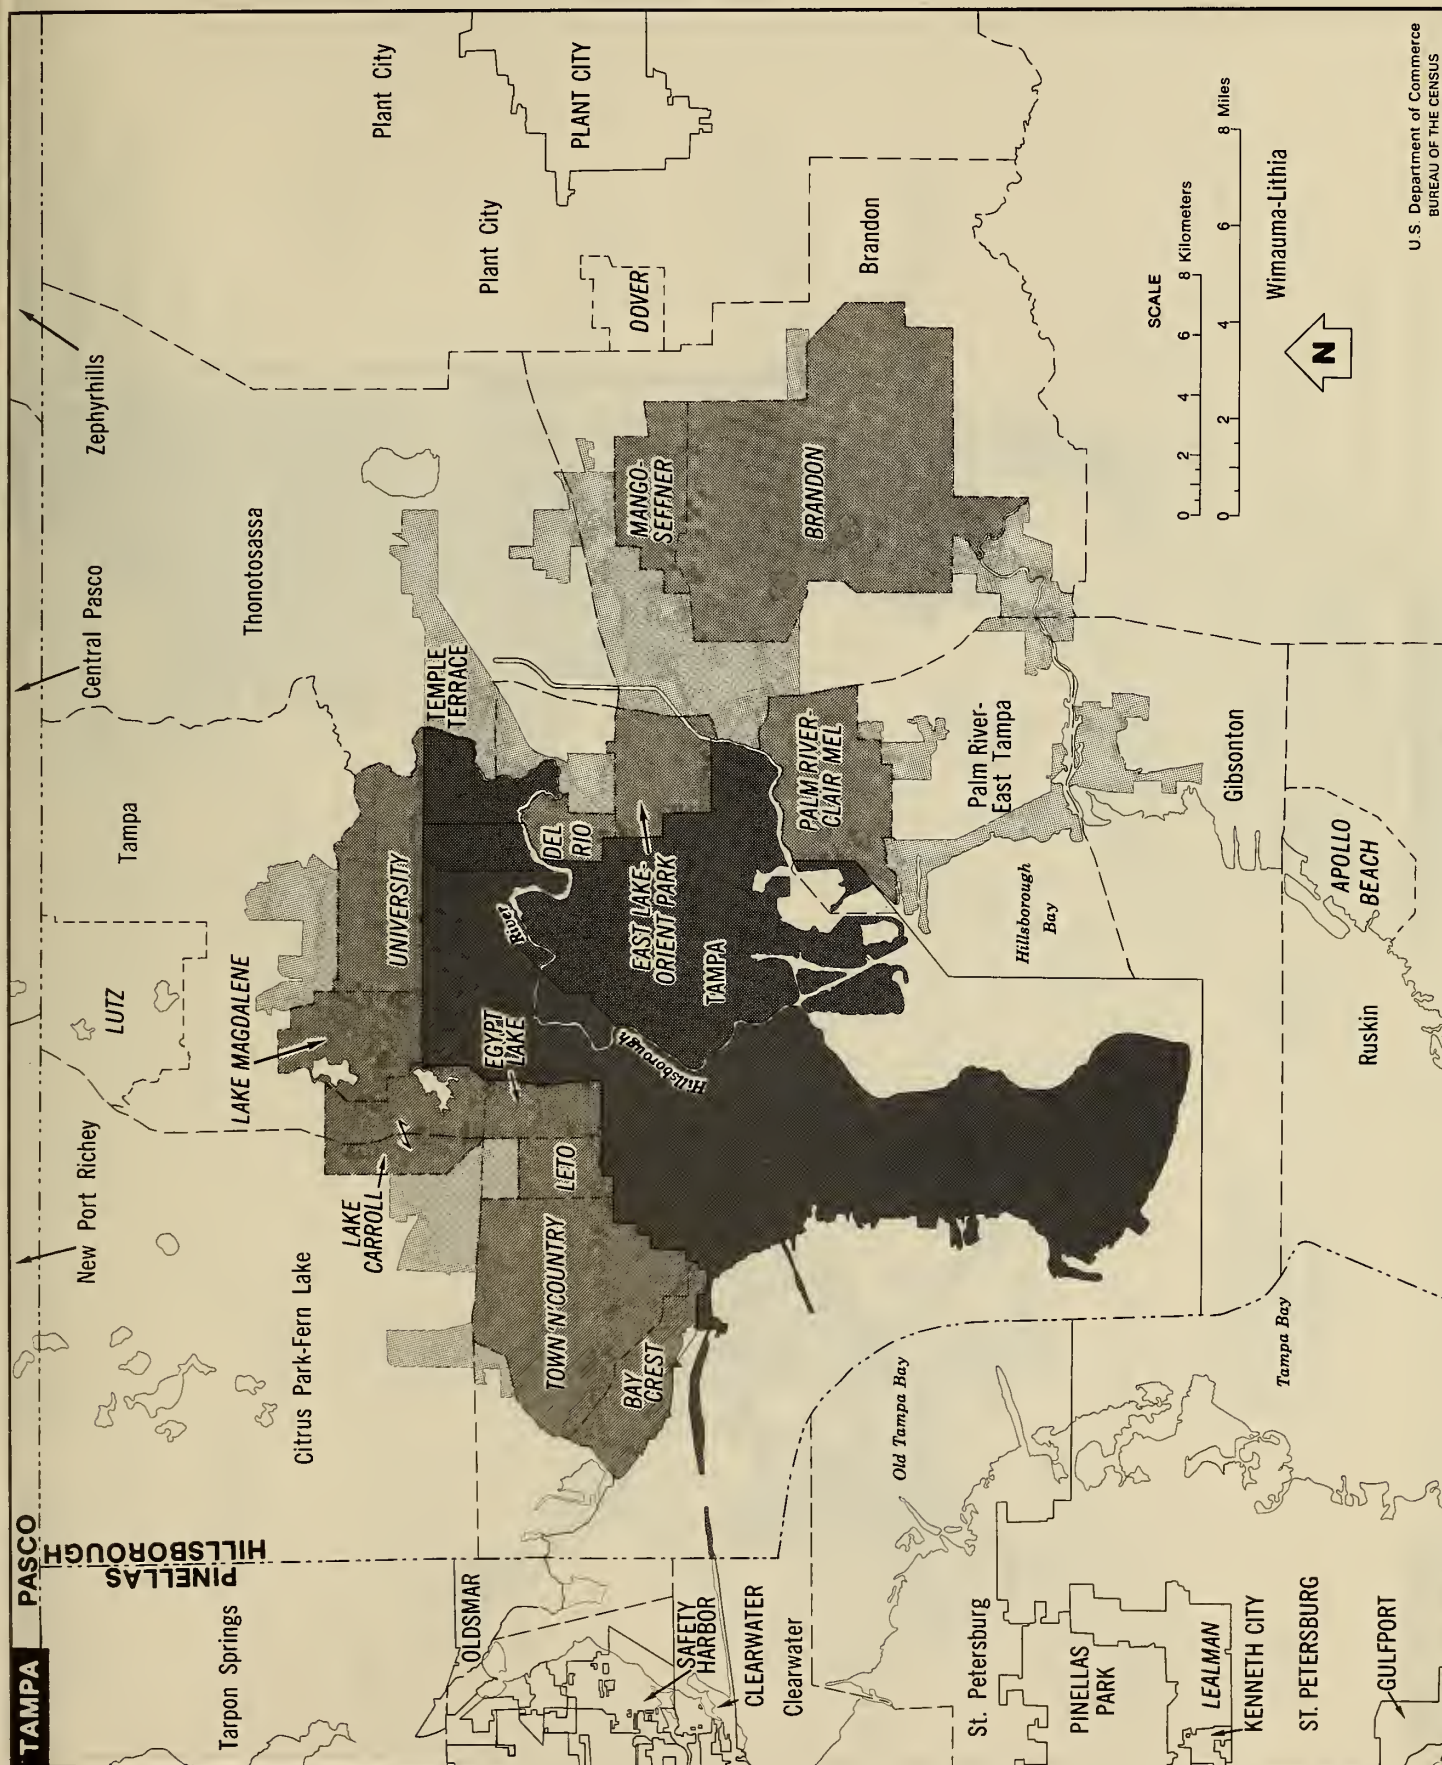 TAMPA
PASCO
HILLSBOROUGH
PINELLAS
New Port Richey
Central Pasco
Zephyrhills
LUTZ
Tampa
Thonotosassa
Plant City
PLANT CITY
Plant City
DOVER
Tarpon Springs
Citrus Park-Fern Lake
LAKE MAGDALENE
LAKE
CARROLL
UNIVERSITY
TEMPLE
TERRACE
EGYPT
LAKE
River
DEL
RIO
LETO
TOWN'N'COUNTRY
BAY
CREST
Hillsborough
EAST LAKE-
ORIENT PARK
TAMPA
MANGO-
SEFFNER
BRANDON
Brandon
PALM RIVER-
CLAIR MEL
Palm River-
East Tampa
OLDSMAR
SAFETY
HARBOR
CLEARWATER
Clearwater
Old Tampa Bay
Hillsborough
Bay
St. Petersburg
PINELLAS
PARK
LEALMAN
KENNETH CITY
ST. PETERSBURG
GULFPORT
Tampa Bay
Gibsonton
APOLLO
BEACH
Ruskin
SCALE
0 2 4 6 8 Kilometers
0 2 4 6 8 Miles
Wimauma-Lithia
N
U.S. Department of Commerce
BUREAU OF THE CENSUS